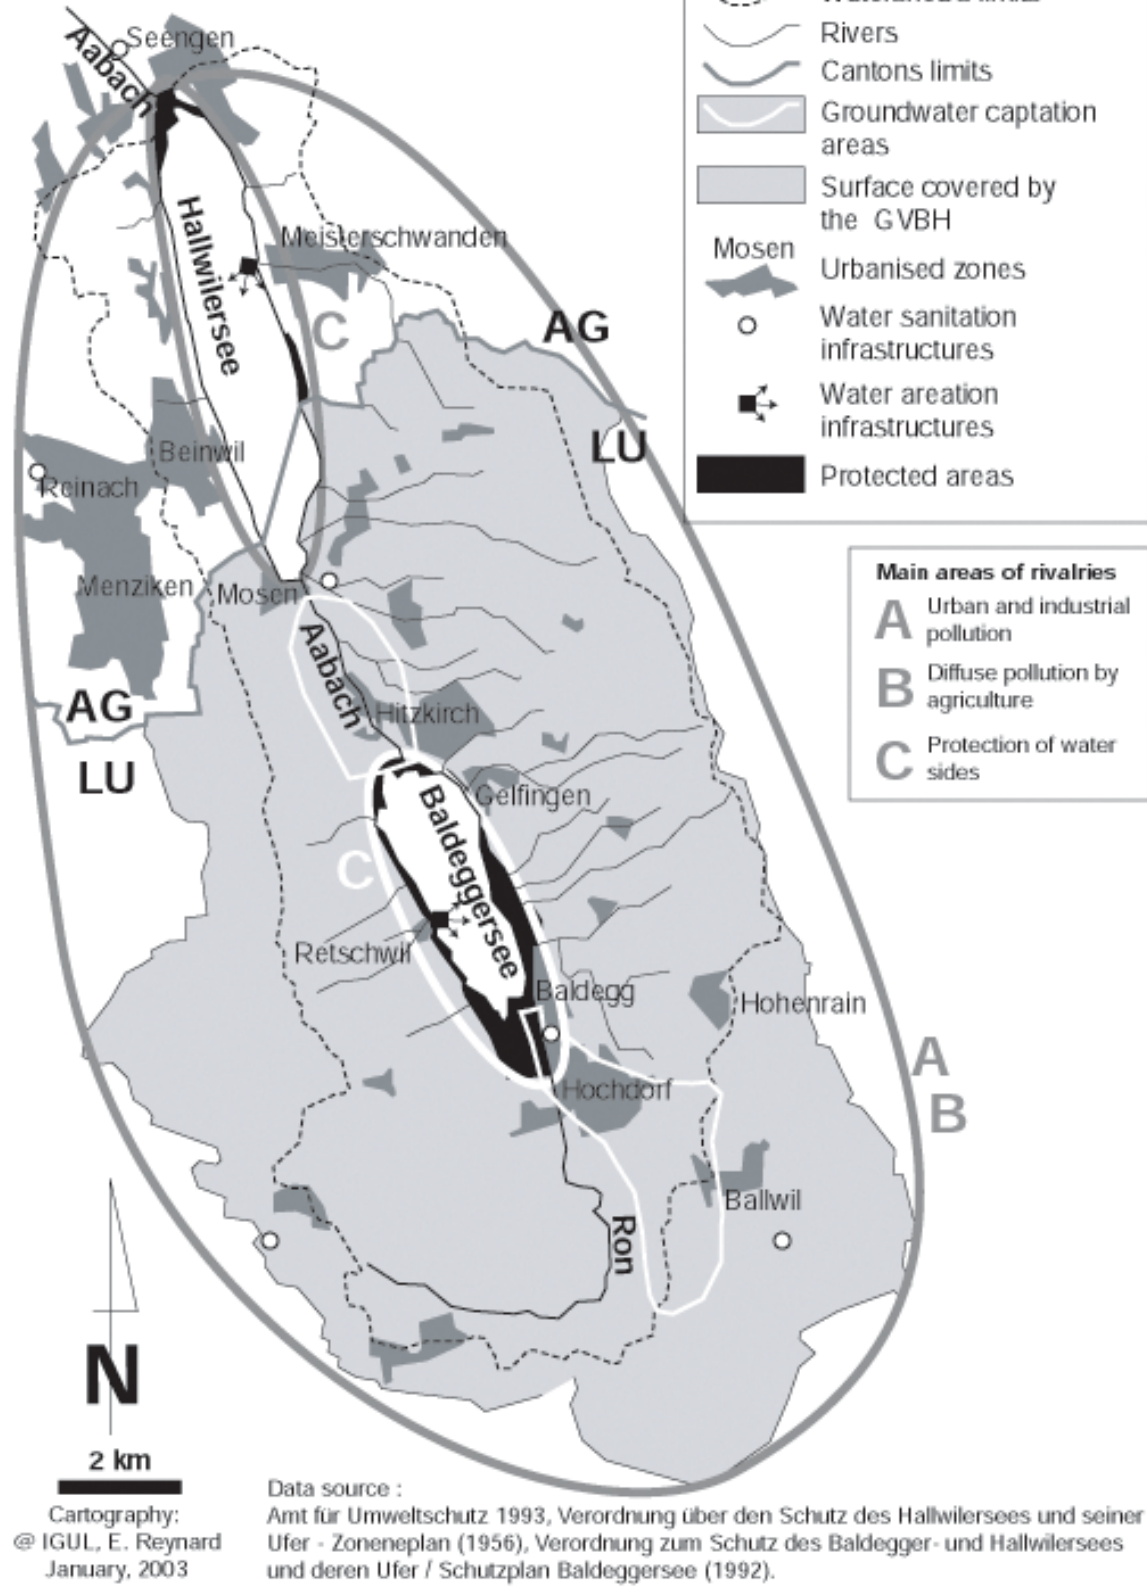 Rivers
Cantons limits
Groundwater captation
areas
Surface covered by
the GVBH
Mosen
Urbanised zones
Water sanitation
infrastructures
Water areation
infrastructures
Protected areas
Main areas of rivalries
A Urban and industrial
pollution
B Diffuse pollution by
agriculture
C Protection of water
sides
Seengen
Aabach
Hallwilersee
Meisterschwanden
C
AG
LU
Beinwil
Reinach
Menziken
Mosen
Aabach
AG
LU
Hitzkirch
Gelfingen
Baldeggersee
C
Retschwil
Baldegg
Hohenrain
A
B
Hochdorf
Ballwil
Ron
N
2 km
Cartography:
@ IGUL, E. Reynard
January, 2003
Data source :
Amt für Umweltschutz 1993, Verordnung über den Schutz des Hallwilersees und seiner
Ufer - Zoneneplan (1956), Verordnung zum Schutz des Baldegger- und Hallwilersees
und deren Ufer / Schutzplan Baldeggersee (1992).